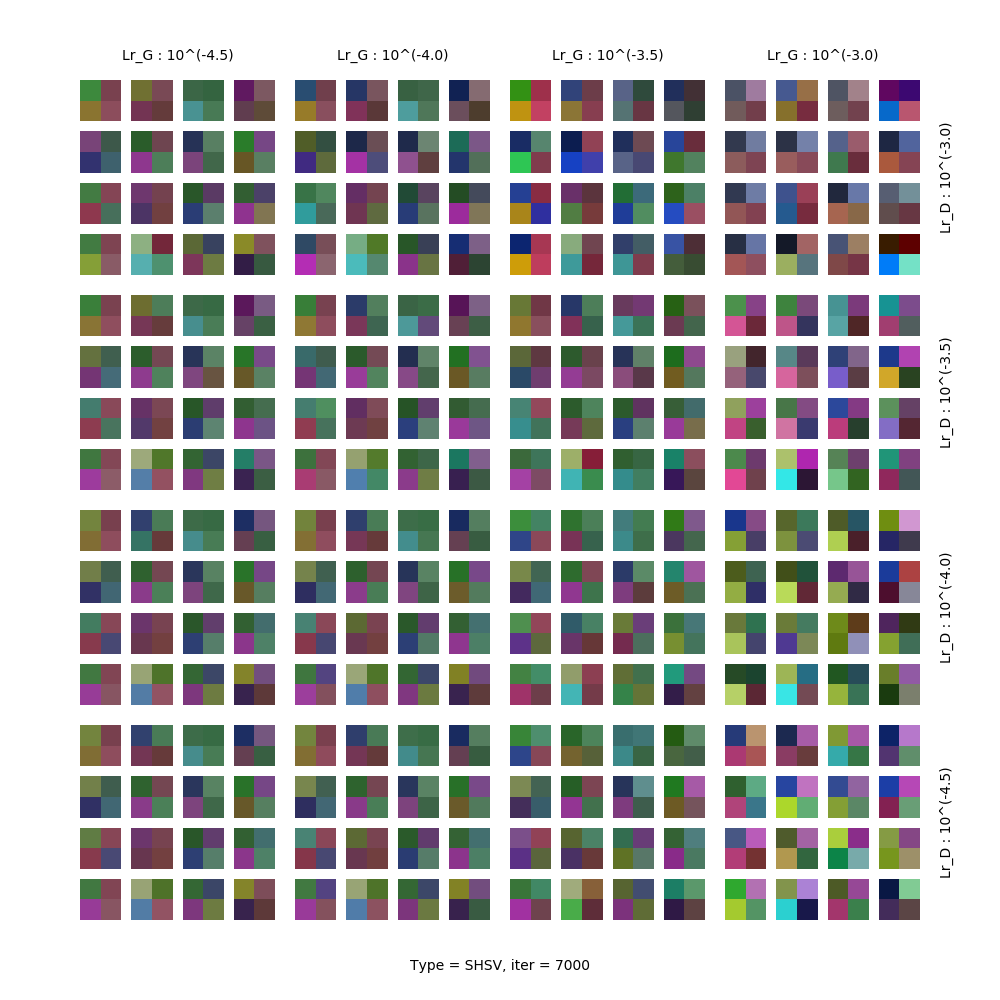 Lr_G : 10^(-4.5)
Lr_G : 10^(-4.0)
Lr_G : 10^(-3.5)
Lr_G : 10^(-3.0)
Lr_D : 10^(-3.0)
Lr_D : 10^(-3.5)
Lr_D : 10^(-4.0)
Lr_D : 10^(-4.5)
Type = SHSV, iter = 7000